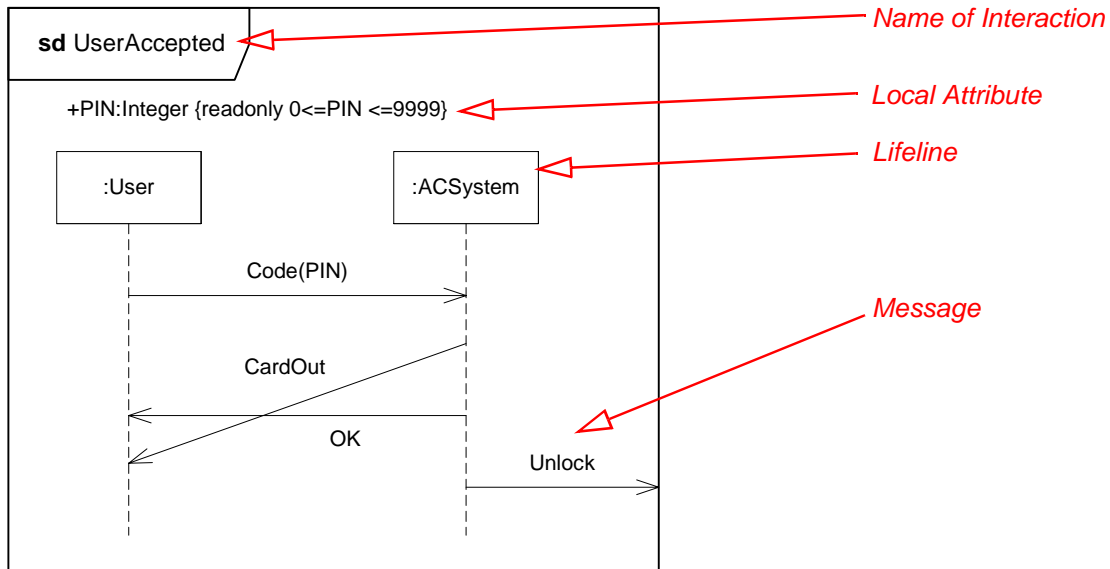 sd UserAccepted
Name of Interaction
+PIN:Integer {readonly 0<=PIN <=9999}
Local Attribute
Lifeline
:User
:ACSystem
Code(PIN)
Message
CardOut
OK
Unlock